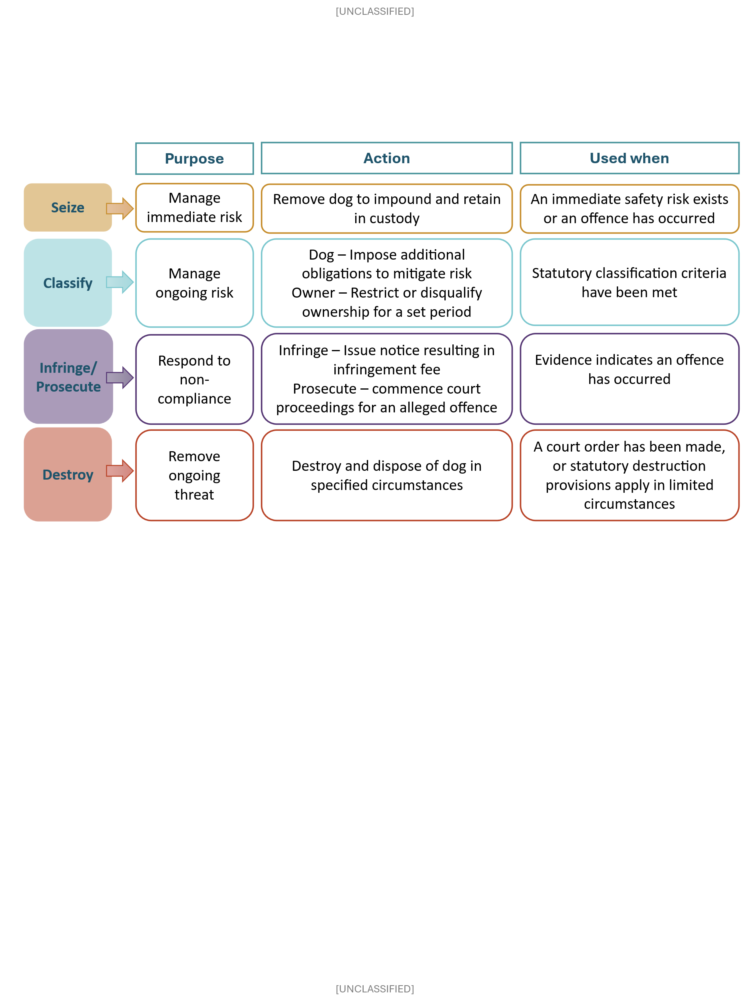 [UNCLASSIFIED]
Purpose
Action
Used when
Seize
Manage
immediate risk
Remove dog to impound and retain
in custody
An immediate safety risk exists
or an offence has occurred
Classify
Manage
ongoing risk
Dog – Impose additional
obligations to mitigate risk
Owner – Restrict or disqualify
ownership for a set period
Statutory classification criteria
have been met
Infringe/
Prosecute
Respond to
non-
compliance
Infringe – Issue notice resulting in
infringement fee
Prosecute – commence court
proceedings for an alleged offence
Evidence indicates an offence
has occurred
Destroy
Remove
ongoing
threat
Destroy and dispose of dog in
specified circumstances
A court order has been made,
or statutory destruction
provisions apply in limited
circumstances
[UNCLASSIFIED]